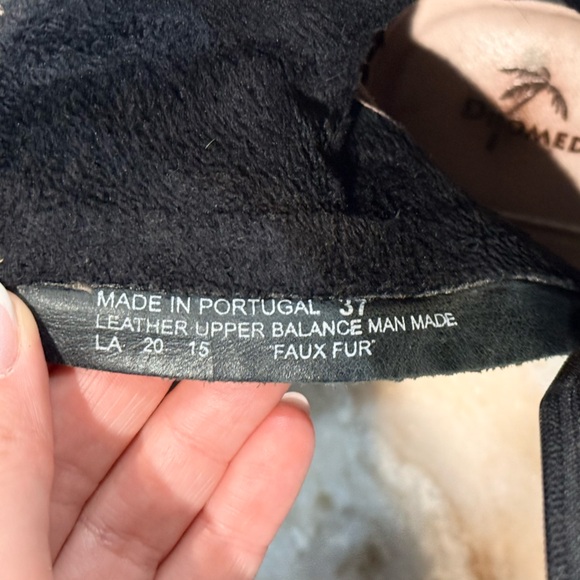 MADE IN PORTUGAL 37
LEATHER UPPER BALANCE MAN MADE
LA 20 15 FAUX FUR